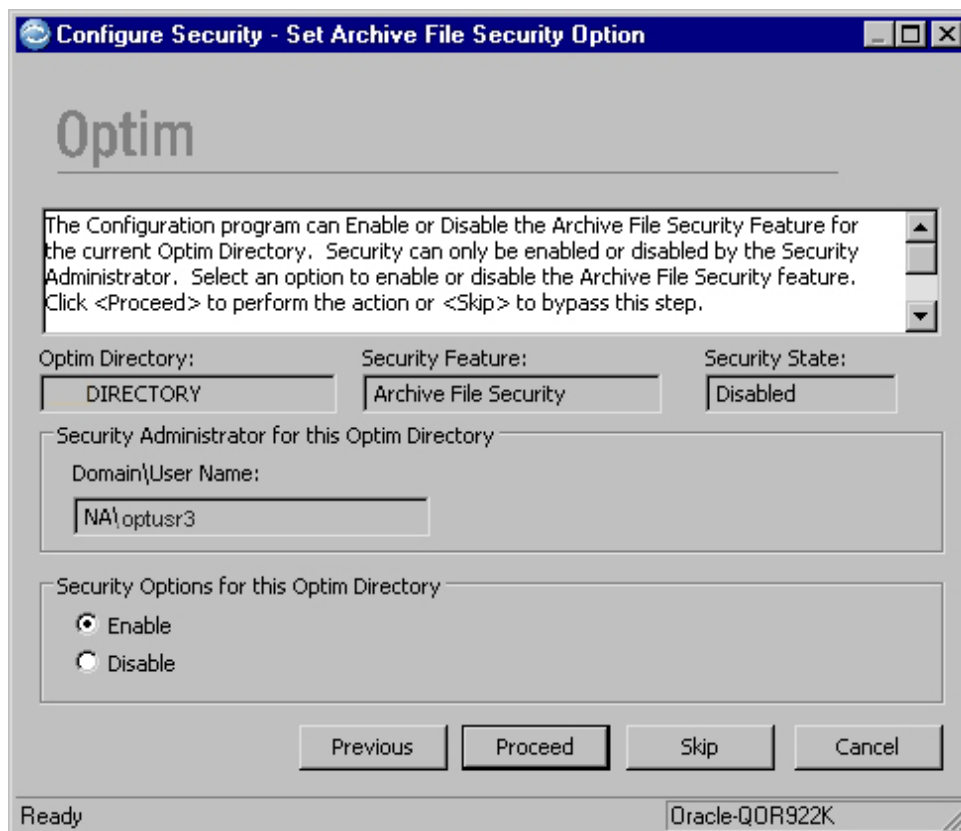 Configure Security - Set Archive File Security Option
Optim
The Configuration program can Enable or Disable the Archive File Security Feature for
the current Optim Directory.  Security can only be enabled or disabled by the Security
Administrator.  Select an option to enable or disable the Archive File Security feature.
Click <Proceed> to perform the action or <Skip> to bypass this step.
Optim Directory: Security Feature: Security State:
DIRECTORY Archive File Security Disabled
Security Administrator for this Optim Directory
Domain\User Name:
NA\optusr3
Security Options for this Optim Directory
Enable
Disable
Previous Proceed Skip Cancel
Ready Oracle-QOR922K